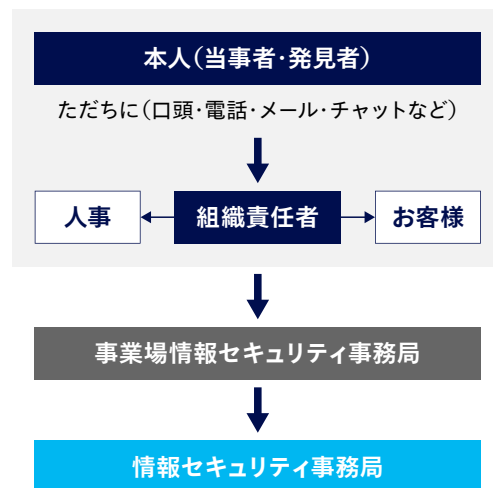 本人（当事者・発見者）
ただちに（口頭・電話・メール・チャットなど）
人事
組織責任者
お客様
事業場情報セキュリティ事務局
情報セキュリティ事務局